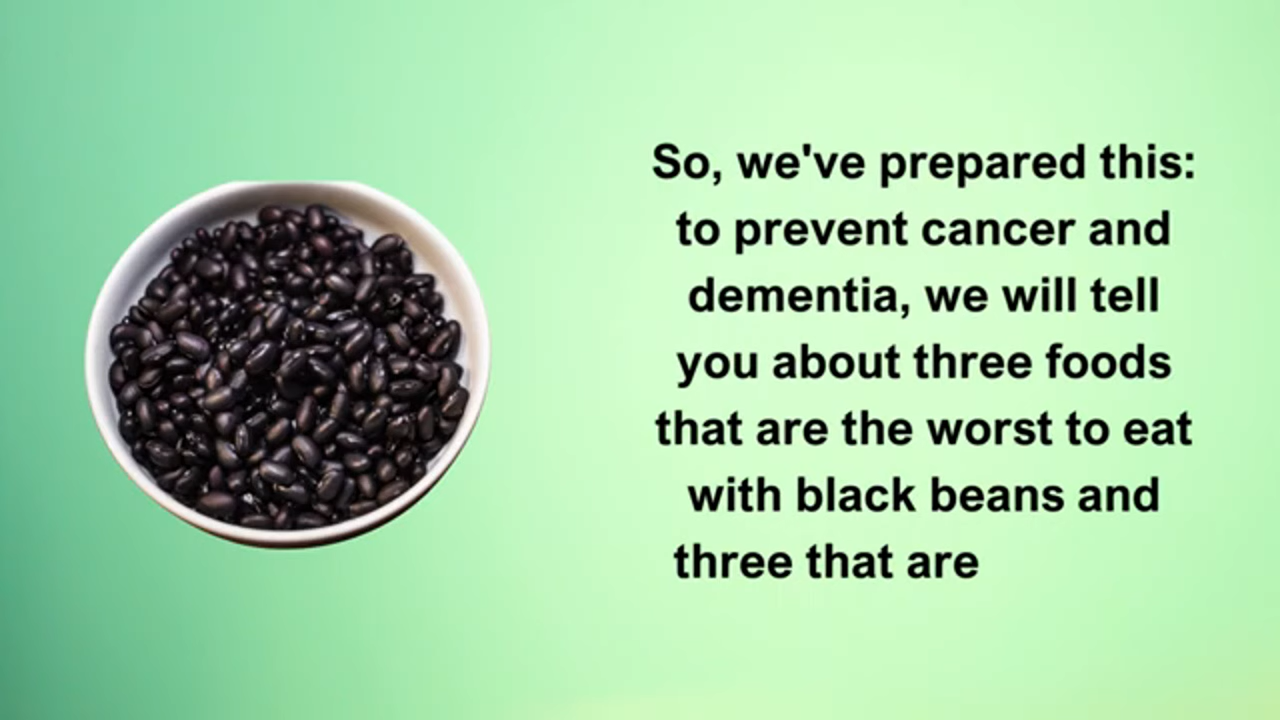 So, we've prepared this:
to prevent cancer and
dementia, we will tell
you about three foods
that are the worst to eat
with black beans and
three that are